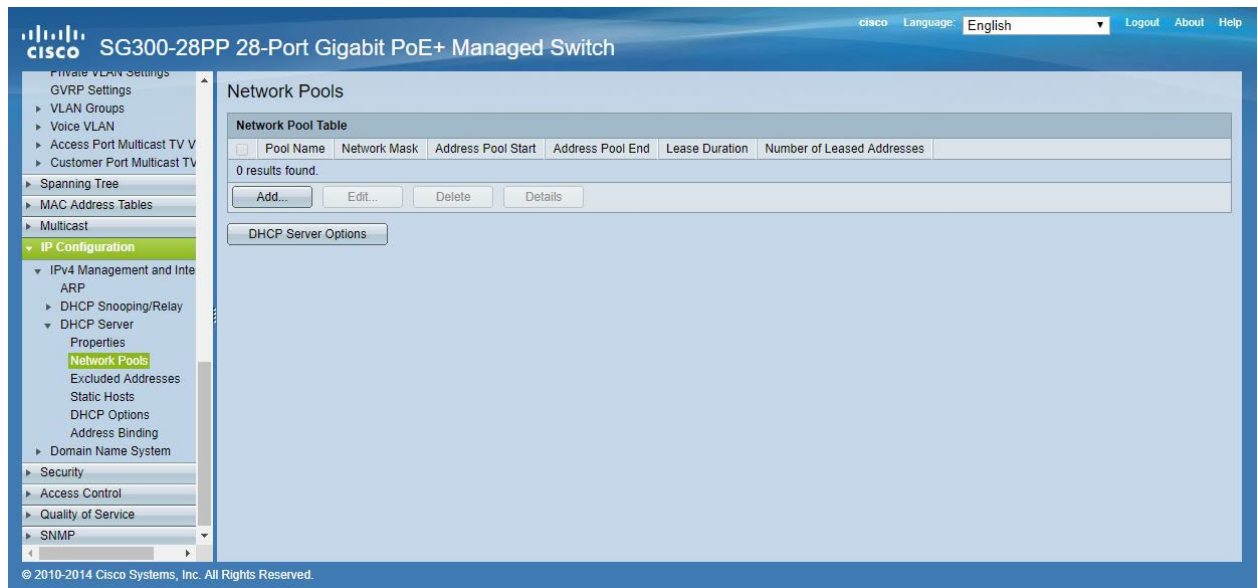 cisco Language: English Logout About Help
cisco SG300-28PP 28-Port Gigabit PoE+ Managed Switch
Private VLAN Settings
GVRP Settings
VLAN Groups
Voice VLAN
Access Port Multicast TV V
Customer Port Multicast TV
Spanning Tree
MAC Address Tables
Multicast
IP Configuration
IPv4 Management and Inte
ARP
DHCP Snooping/Relay
DHCP Server
Properties
Network Pools
Excluded Addresses
Static Hosts
DHCP Options
Address Binding
Domain Name System
Security
Access Control
Quality of Service
SNMP
Network Pools
Network Pool Table
Pool Name Network Mask Address Pool Start Address Pool End Lease Duration Number of Leased Addresses
0 results found.
Add... Edit... Delete Details
DHCP Server Options
© 2010-2014 Cisco Systems, Inc. All Rights Reserved.